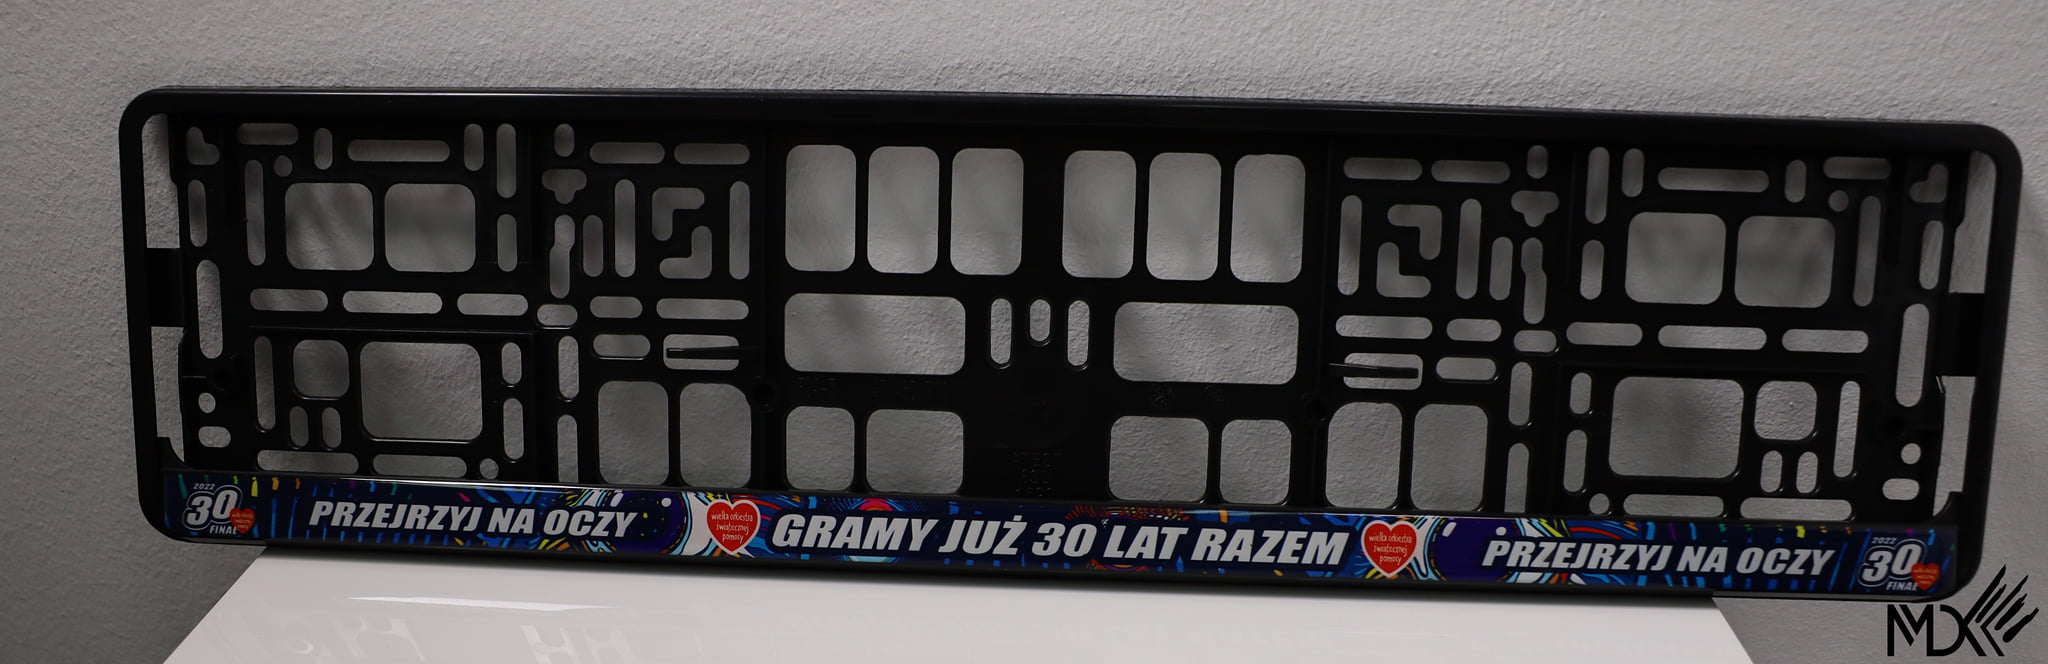 2022
30
FINAŁ
PRZEJRZYJ NA OCZY
wielka orkiestra
świątecznej
pomocy
GRAMY JUŻ 30 LAT RAZEM
wielka orkiestra
świątecznej
pomocy
PRZEJRZYJ NA OCZY
2022
30
FINAŁ
MDK